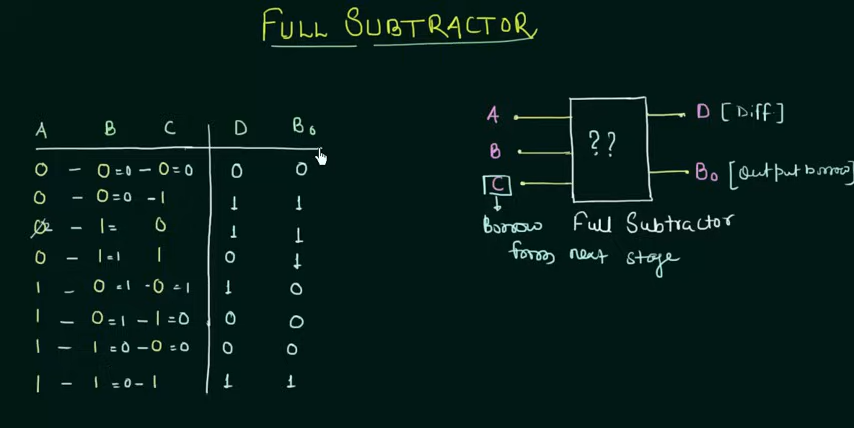 FULL SUBTRACTOR
A B C D B₀
0 - 0=0 - 0=0 0 0
0 - 0=0 -1 1 1
0 - 1= 0 1 1
0 - 1=1 1 0 1
1 - 0=1 -0=1 1 0
1 - 0=1 -1=0 0 0
1 - 1=0 -0=0 0 0
1 - 1=0 -1 1 1
A
B
C
??
D [Diff]
B₀ [Output borrow]
Full Subtractor
Borrow
from next stage